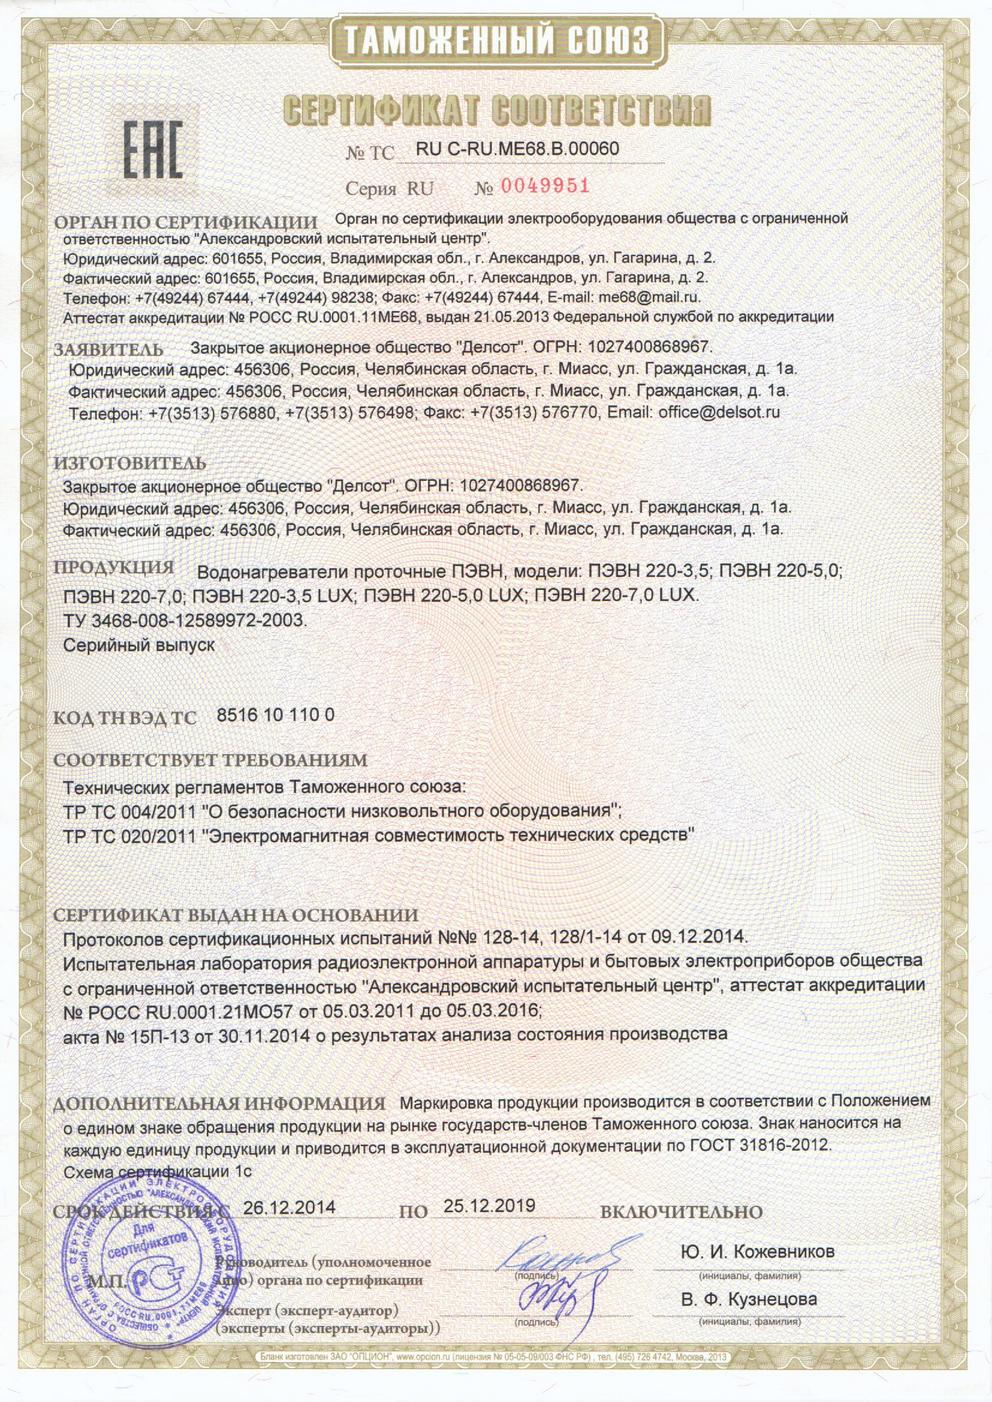 ТАМОЖЕННЫЙ СОЮЗ
СЕРТИФИКАТ СООТВЕТСТВИЯ
ЕАС
№ ТС RU C-RU.ME68.B.00060
Серия RU № 0049951
ОРГАН ПО СЕРТИФИКАЦИИ Орган по сертификации электрооборудования общества с ограниченной
ответственностью "Александровский испытательный центр".
Юридический адрес: 601655, Россия, Владимирская обл., г. Александров, ул. Гагарина, д. 2.
Фактический адрес: 601655, Россия, Владимирская обл., г. Александров, ул. Гагарина, д. 2.
Телефон: +7(49244) 67444, +7(49244) 98238; Факс: +7(49244) 67444, E-mail: me68@mail.ru.
Аттестат аккредитации № РОСС RU.0001.11МЕ68, выдан 21.05.2013 Федеральной службой по аккредитации
ЗАЯВИТЕЛЬ Закрытое акционерное общество "Делсот". ОГРН: 1027400868967.
Юридический адрес: 456306, Россия, Челябинская область, г. Миасс, ул. Гражданская, д. 1а.
Фактический адрес: 456306, Россия, Челябинская область, г. Миасс, ул. Гражданская, д. 1а.
Телефон: +7(3513) 576880, +7(3513) 576498; Факс: +7(3513) 576770, Email: office@delsot.ru
ИЗГОТОВИТЕЛЬ
Закрытое акционерное общество "Делсот". ОГРН: 1027400868967.
Юридический адрес: 456306, Россия, Челябинская область, г. Миасс, ул. Гражданская, д. 1а.
Фактический адрес: 456306, Россия, Челябинская область, г. Миасс, ул. Гражданская, д. 1а.
ПРОДУКЦИЯ Водонагреватели проточные ПЭВН, модели: ПЭВН 220-3,5; ПЭВН 220-5,0;
ПЭВН 220-7,0; ПЭВН 220-3,5 LUX; ПЭВН 220-5,0 LUX; ПЭВН 220-7,0 LUX.
ТУ 3468-008-12589972-2003.
Серийный выпуск
КОД ТН ВЭД ТС 8516 10 110 0
СООТВЕТСТВУЕТ ТРЕБОВАНИЯМ
Технических регламентов Таможенного союза:
ТР ТС 004/2011 "О безопасности низковольтного оборудования";
ТР ТС 020/2011 "Электромагнитная совместимость технических средств"
СЕРТИФИКАТ ВЫДАН НА ОСНОВАНИИ
Протоколов сертификационных испытаний №№ 128-14, 128/1-14 от 09.12.2014.
Испытательная лаборатория радиоэлектронной аппаратуры и бытовых электроприборов общества
с ограниченной ответственностью "Александровский испытательный центр", аттестат аккредитации
№ РОСС RU.0001.21МО57 от 05.03.2011 до 05.03.2016;
акта № 15П-13 от 30.11.2014 о результатах анализа состояния производства
ДОПОЛНИТЕЛЬНАЯ ИНФОРМАЦИЯ Маркировка продукции производится в соответствии с Положением
о едином знаке обращения продукции на рынке государств-членов Таможенного союза. Знак наносится на
каждую единицу продукции и приводится в эксплуатационной документации по ГОСТ 31816-2012.
Схема сертификации 1с
СРОК ДЕЙСТВИЯ С 26.12.2014 ПО 25.12.2019 ВКЛЮЧИТЕЛЬНО
М.П.
Руководитель (уполномоченное
лицо) органа по сертификации
(подпись)
Ю. И. Кожевников
(инициалы, фамилия)
Эксперт (эксперт-аудитор)
(эксперты (эксперты-аудиторы))
(подпись)
В. Ф. Кузнецова
(инициалы, фамилия)
ОРГАН ПО СЕРТИФИКАЦИИ ЭЛЕКТРООБОРУДОВАНИЯ
ОБЩЕСТВА С ОГРАНИЧЕННОЙ ОТВЕТСТВЕННОСТЬЮ "АЛЕКСАНДРОВСКИЙ ИСПЫТАТЕЛЬНЫЙ ЦЕНТР"
Для
сертификатов
РОСС RU.0001.11МЕ68
Бланк изготовлен ЗАО "ОПЦИОН", www.opcion.ru (лицензия № 05-05-09/003 ФНС РФ), тел. (495) 726 4742, Москва, 2013